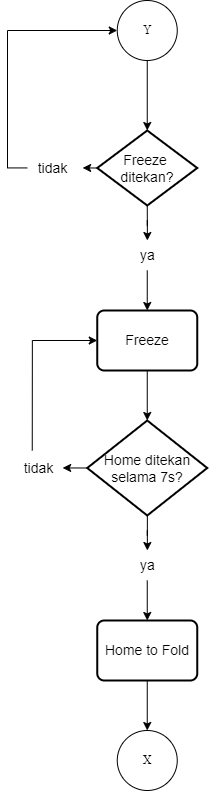 Y
Freeze
ditekan?
tidak
ya
Freeze
Home ditekan
selama 7s?
tidak
ya
Home to Fold
X